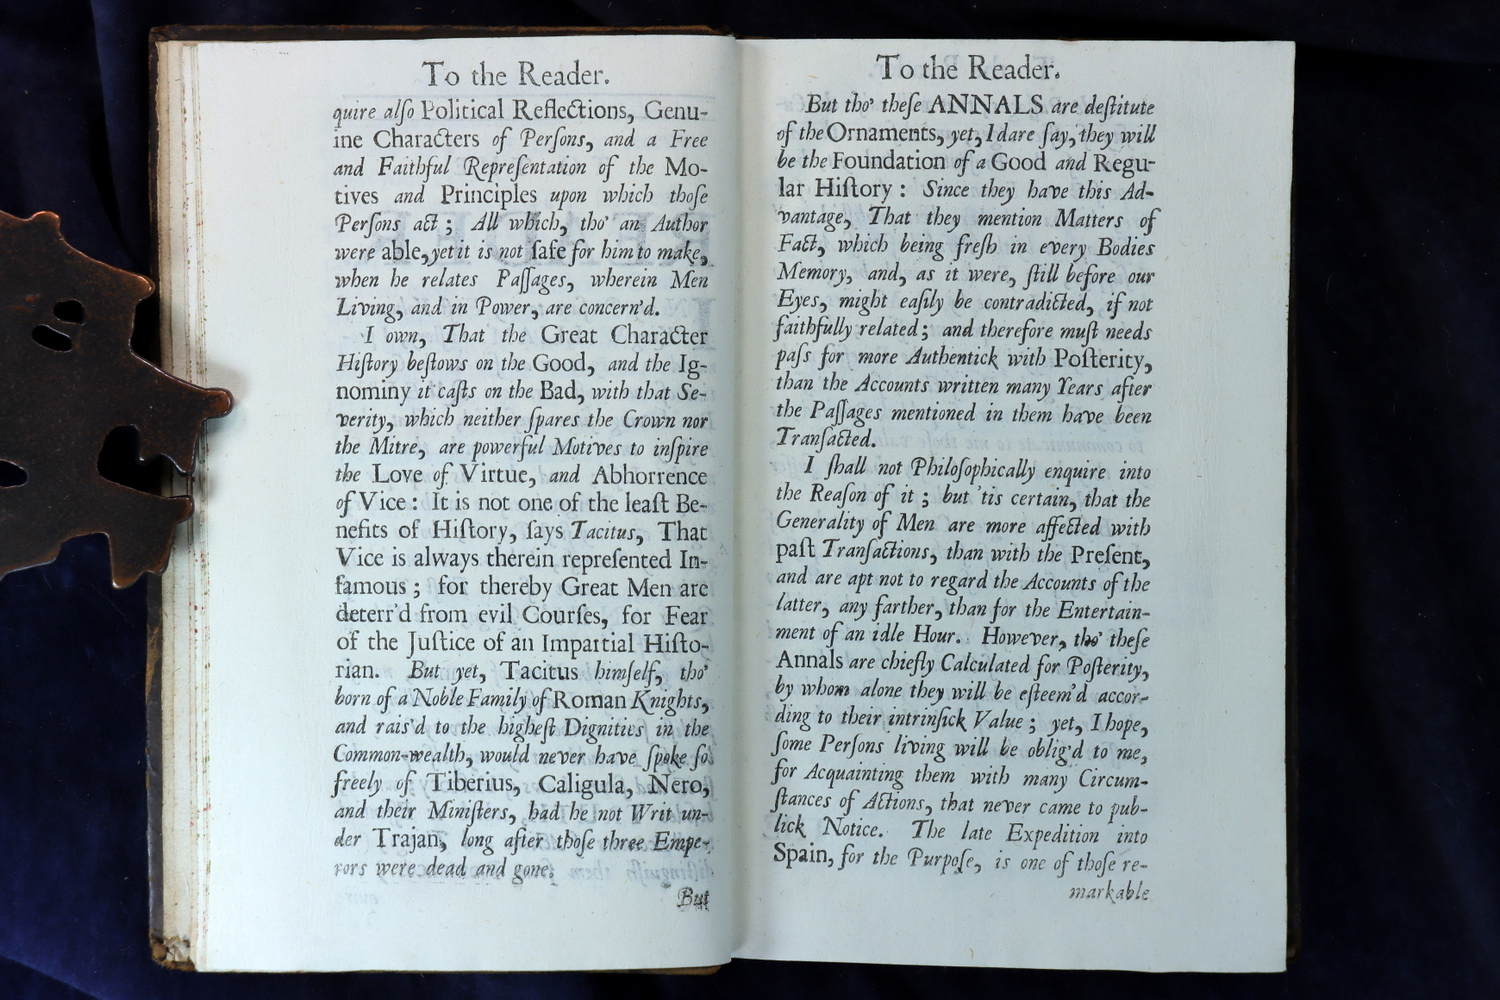 To the Reader.
quire alſo Political Reflections, Genu-
ine Characters of Perſons, and a Free
and Faithful Repreſentation of the Mo-
tives and Principles upon which thoſe
Perſons act; All which, tho' an Author
were able, yet it is not ſafe for him to make,
when he relates Paſſages, wherein Men
Living, and in Power, are concern'd.
I own, That the Great Character
Hiſtory beſtows on the Good, and the Ig-
nominy it caſts on the Bad, with that Se-
verity, which neither ſpares the Crown nor
the Mitre, are powerful Motives to inſpire
the Love of Virtue, and Abhorrence
of Vice: It is not one of the leaſt Be-
nefits of Hiſtory, ſays Tacitus, That
Vice is always therein repreſented In-
famous; for thereby Great Men are
deterr'd from evil Courſes, for Fear
of the Juſtice of an Impartial Hiſto-
rian. But yet, Tacitus himſelf, tho'
born of a Noble Family of Roman Knights,
and rais'd to the higheſt Dignities in the
Common-wealth, would never have ſpoke ſo
freely of Tiberius, Caligula, Nero,
and their Miniſters, had he not Writ un-
der Trajan, long after thoſe three Empe-
rors were dead and gone.
But
To the Reader.
But tho' theſe ANNALS are deſtitute
of the Ornaments, yet, I dare ſay, they will
be the Foundation of a Good and Regu-
lar Hiſtory: Since they have this Ad-
vantage, That they mention Matters of
Fact, which being freſh in every Bodies
Memory, and, as it were, ſtill before our
Eyes, might eaſily be contradicted, if not
faithfully related; and therefore muſt needs
paſs for more Authentick with Poſterity,
than the Accounts written many Years after
the Paſſages mentioned in them have been
Tranſacted.
I ſhall not Philoſophically enquire into
the Reaſon of it; but 'tis certain, that the
Generality of Men are more affected with
paſt Tranſactions, than with the Preſent,
and are apt not to regard the Accounts of the
latter, any farther, than for the Entertain-
ment of an idle Hour. However, tho' theſe
Annals are chiefly Calculated for Poſterity,
by whom alone they will be eſteem'd accor-
ding to their intrinſick Value; yet, I hope,
ſome Perſons living will be oblig'd to me,
for Acquainting them with many Circum-
ſtances of Actions, that never came to pub-
lick Notice. The late Expedition into
Spain, for the Purpoſe, is one of thoſe re-
markable